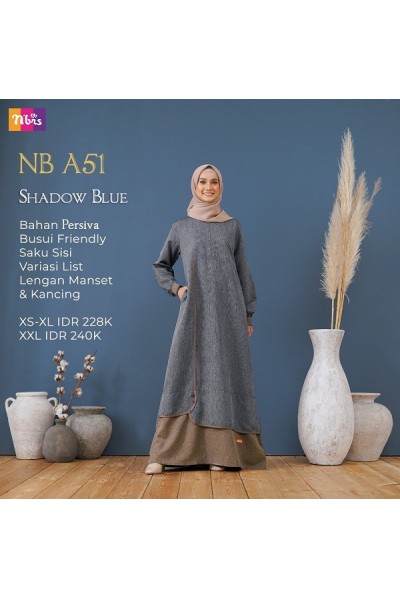 Nbrs
NB A51
SHADOW BLUE
Bahan Persiva
Busui Friendly
Saku Sisi
Variasi List
Lengan Manset
& Kancing
XS-XL IDR 228K
XXL IDR 240K